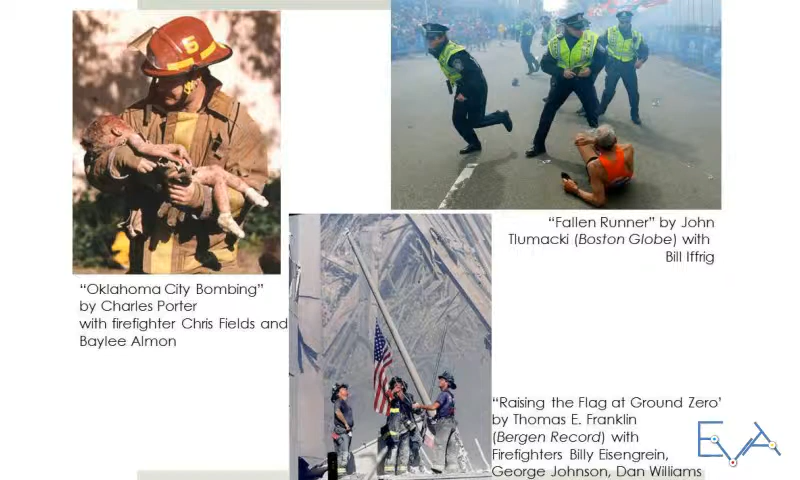 5
"Oklahoma City Bombing"
by Charles Porter
with firefighter Chris Fields and
Baylee Almon
"Fallen Runner" by John
Tlumacki (Boston Globe) with
Bill Iffrig
"Raising the Flag at Ground Zero'
by Thomas E. Franklin
(Bergen Record) with
Firefighters Billy Eisengrein,
George Johnson, Dan Williams
EVA